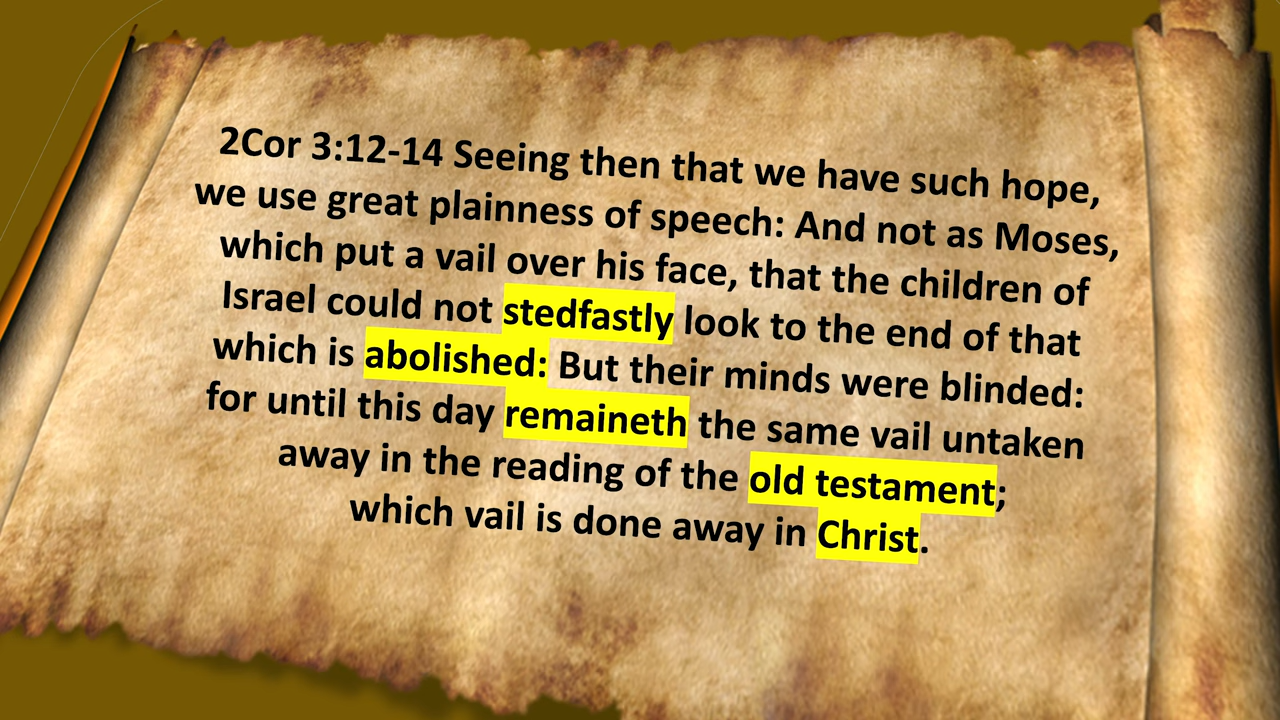 2Cor 3:12-14 Seeing then that we have such hope,
we use great plainness of speech: And not as Moses,
which put a vail over his face, that the children of
Israel could not stedfastly look to the end of that
which is abolished: But their minds were blinded:
for until this day remaineth the same vail untaken
away in the reading of the old testament;
which vail is done away in Christ.